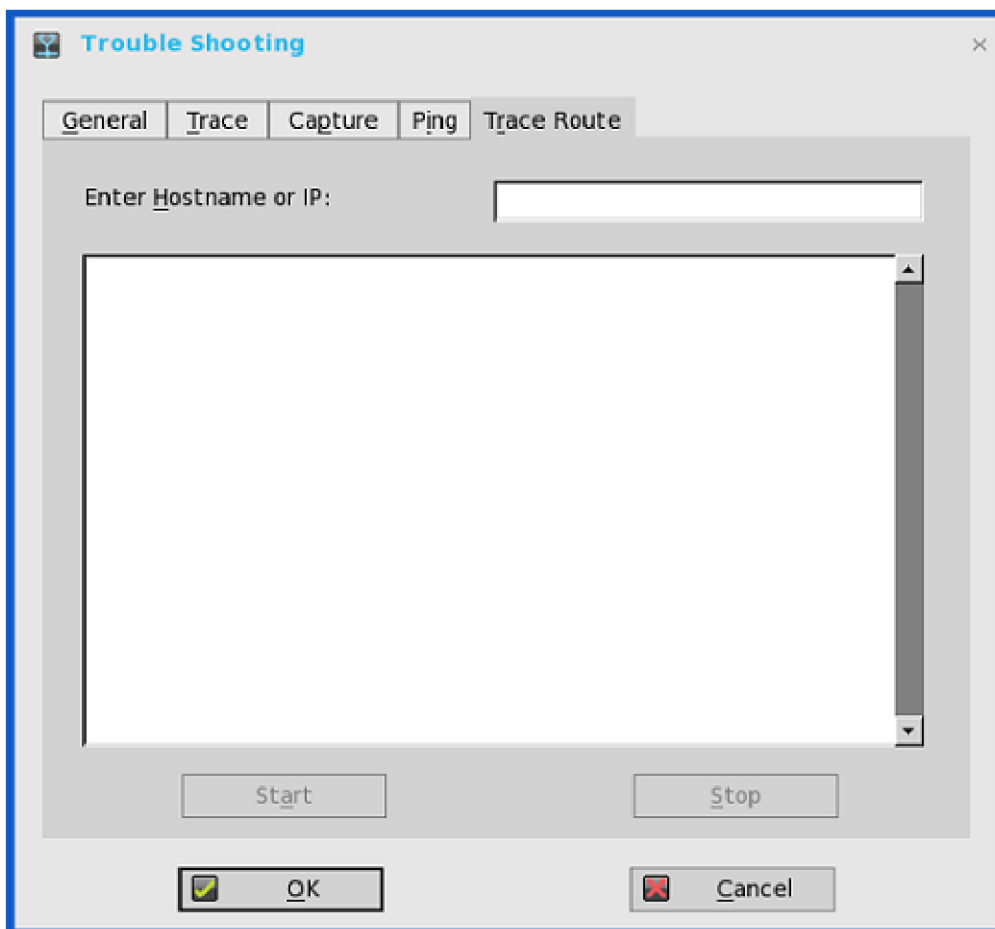 Trouble Shooting
General Trace Capture Ping Trace Route
Enter Hostname or IP:
Start Stop
OK Cancel